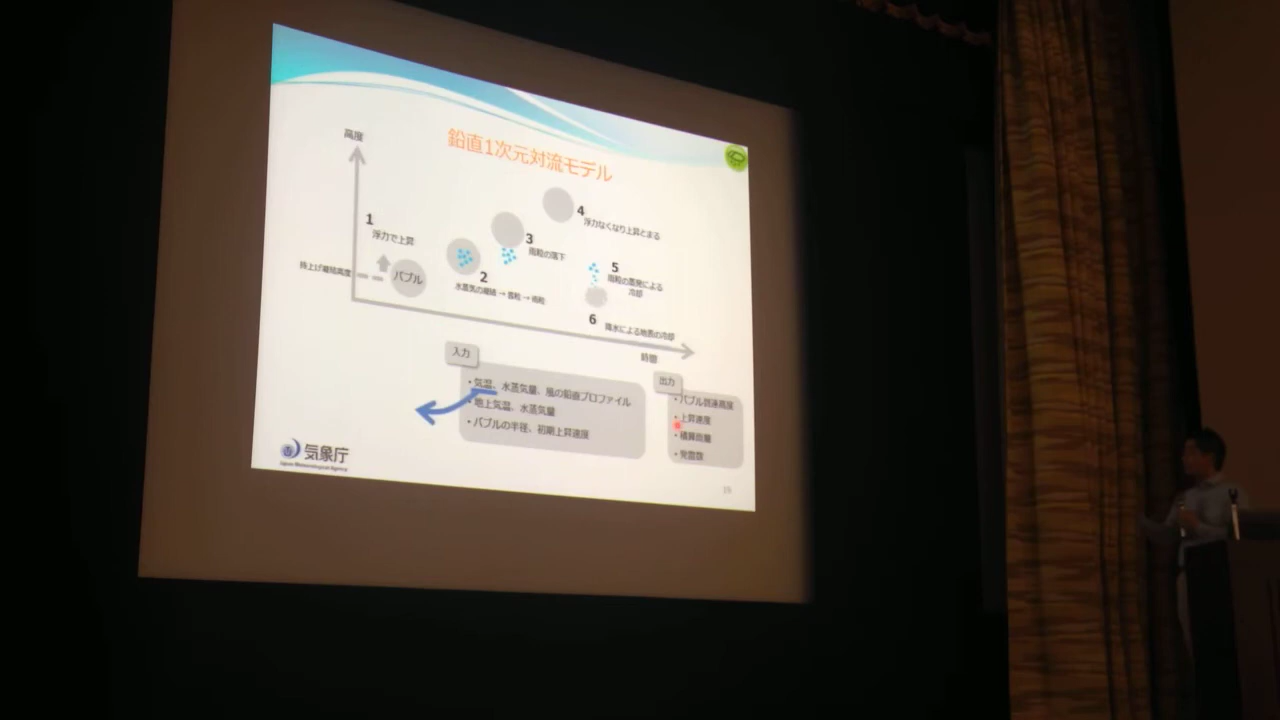 鉛直1次元対流モデル
高度
1
浮力で上昇
持上げ凝結高度
バブル
2
水蒸気の凝結 → 雲粒 → 雨粒
3
雨粒の落下
4
浮力なくなり上昇とまる
5
雨粒の蒸発による
冷却
6
降水による地表の冷却
時間
入力
・気温、水蒸気量、風の鉛直プロファイル
・地上気温、水蒸気量
・バブルの半径、初期上昇速度
出力
・バブル到達高度
・上昇速度
・積算雨量
・発雷数
気象庁
Japan Meteorological Agency